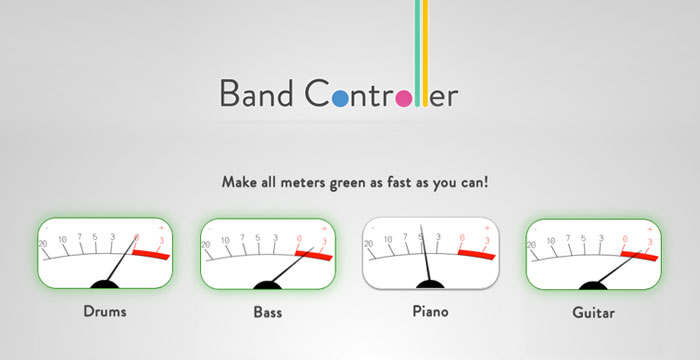 Band Controller
Make all meters green as fast as you can!
- +
20 10 7 5 3 0 3
- +
20 10 7 5 3 0 3
- +
20 10 7 5 3 0 3
- +
20 10 7 5 3 0 3
Drums Bass Piano Guitar